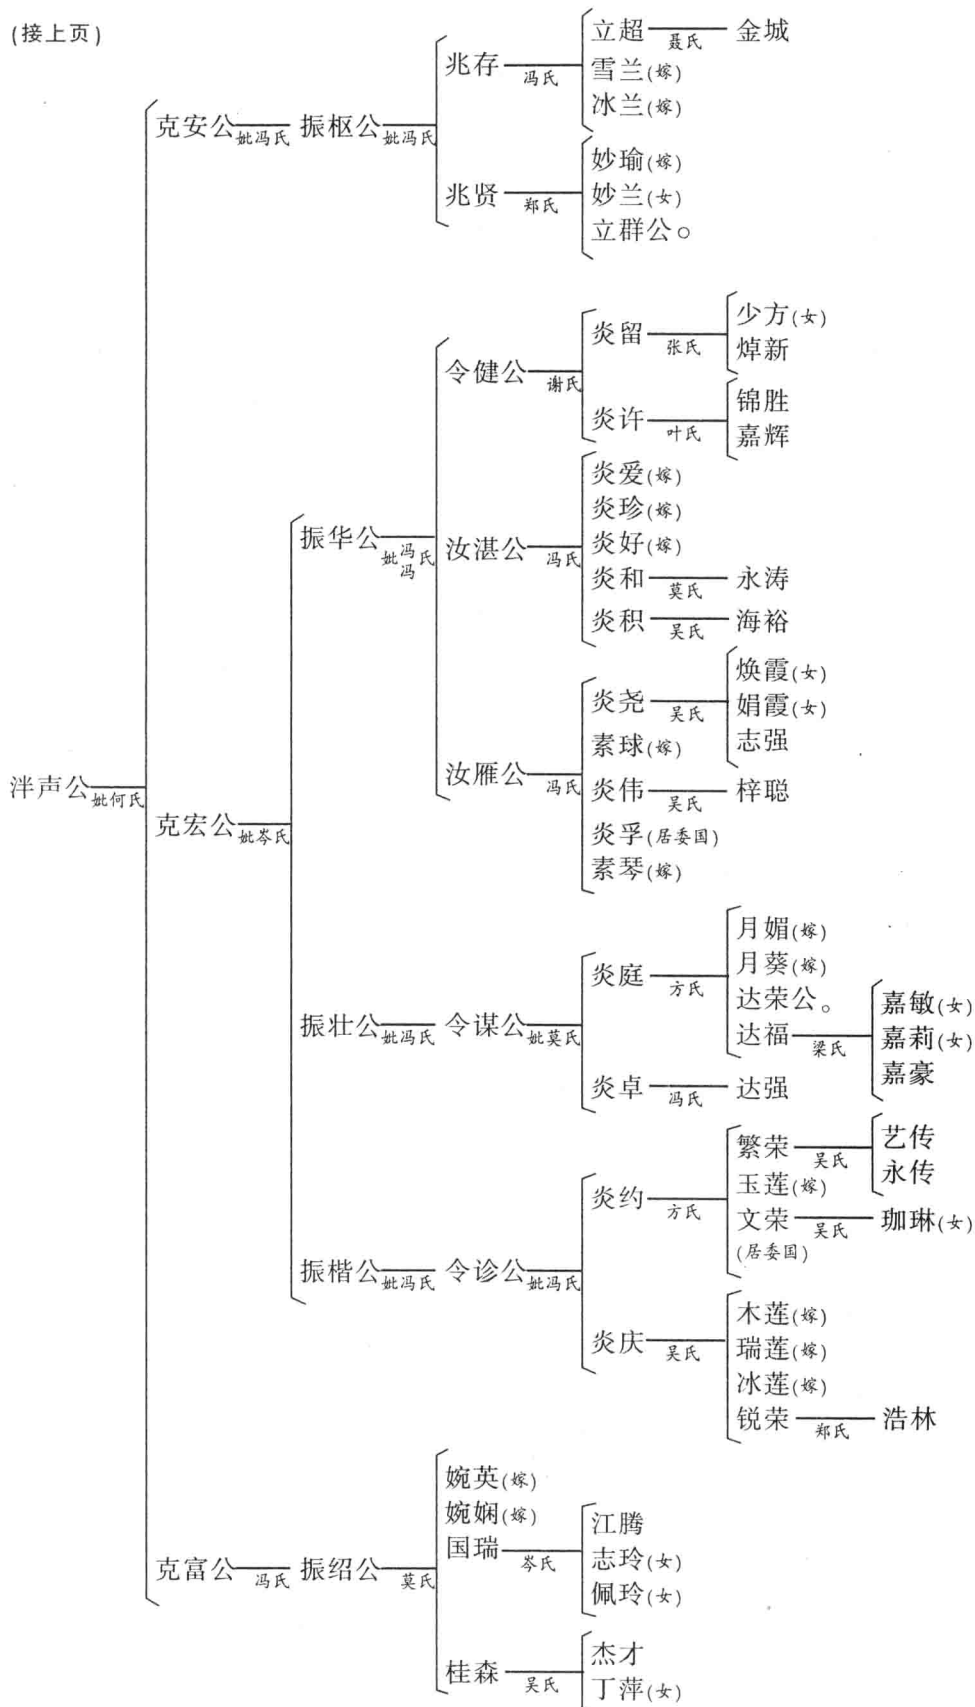 (接上页)
泮声公 妣何氏
克安公 妣冯氏 振枢公 妣冯氏
兆存 冯氏
立超 聂氏 金城
雪兰(嫁)
冰兰(嫁)
兆贤 郑氏
妙瑜(嫁)
妙兰(女)
立群公。
克宏公 妣岑氏
振华公 妣冯氏 冯
令健公 谢氏
炎留 张氏
少方(女)
焯新
炎许 叶氏
锦胜
嘉辉
汝湛公 冯氏
炎爱(嫁)
炎珍(嫁)
炎好(嫁)
炎和 莫氏 永涛
炎积 吴氏 海裕
汝雁公 冯氏
炎尧 吴氏
焕霞(女)
娟霞(女)
志强
素球(嫁)
炎伟 吴氏 梓聪
炎孚(居委国)
素琴(嫁)
振壮公 妣冯氏 令谋公 妣莫氏
炎庭 方氏
月媚(嫁)
月葵(嫁)
达荣公。
达福 梁氏
嘉敏(女)
嘉莉(女)
嘉豪
炎卓 冯氏 达强
振楷公 妣冯氏 令诊公 妣冯氏
炎约 方氏
繁荣 吴氏
艺传
永传
玉莲(嫁)
文荣 吴氏 珈琳(女)
(居委国)
炎庆 吴氏
木莲(嫁)
瑞莲(嫁)
冰莲(嫁)
锐荣 郑氏 浩林
克富公 冯氏 振绍公 莫氏
婉英(嫁)
婉娴(嫁)
国瑞 岑氏
江腾
志玲(女)
佩玲(女)
桂森 吴氏
杰才
丁萍(女)